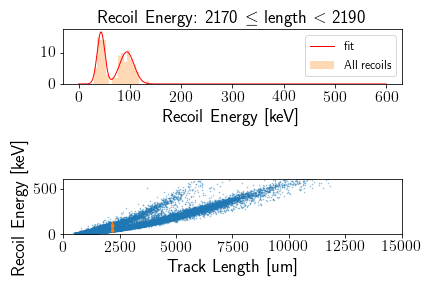 Recoil Energy: 2170 ≤ length < 2190
10
0
fit
All recoils
0 100 200 300 400 500 600
Recoil Energy [keV]
Recoil Energy [keV]
500
0
0 2500 5000 7500 10000 12500 15000
Track Length [um]